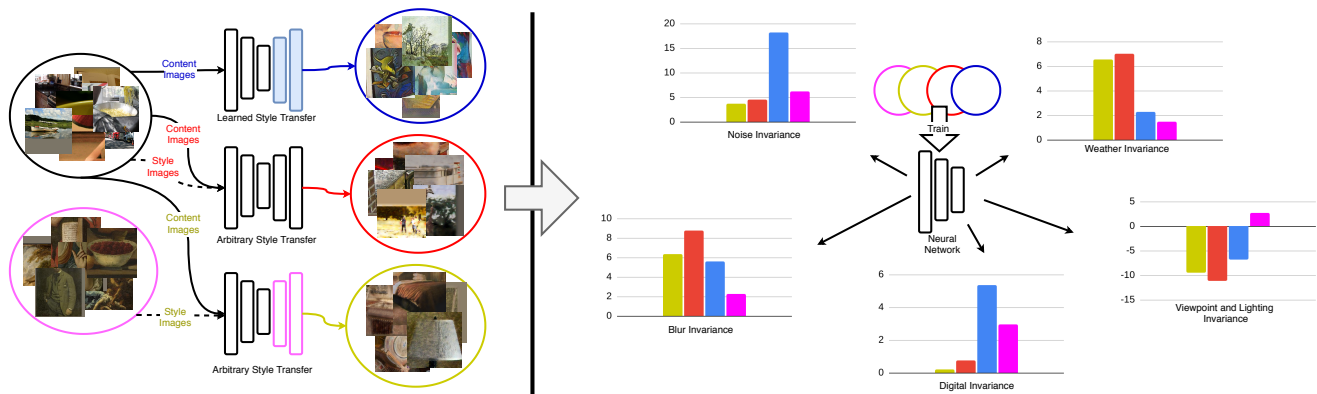 Content
Images
Learned Style Transfer
Content
Images
Style
Images
Arbitrary Style Transfer
Content
Images
Style
Images
Arbitrary Style Transfer
20
15
10
5
0
Noise Invariance
Train
8
6
4
2
0
Weather Invariance
10
8
6
4
2
0
Blur Invariance
Neural
Network
6
4
2
0
Digital Invariance
5
0
-5
-10
-15
Viewpoint and Lighting
Invariance